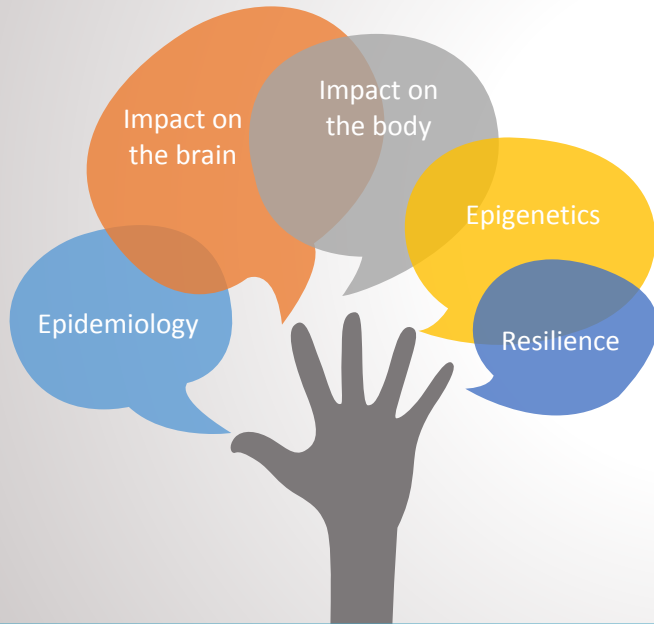 Impact on
the brain
Impact on
the body
Epigenetics
Epidemiology
Resilience